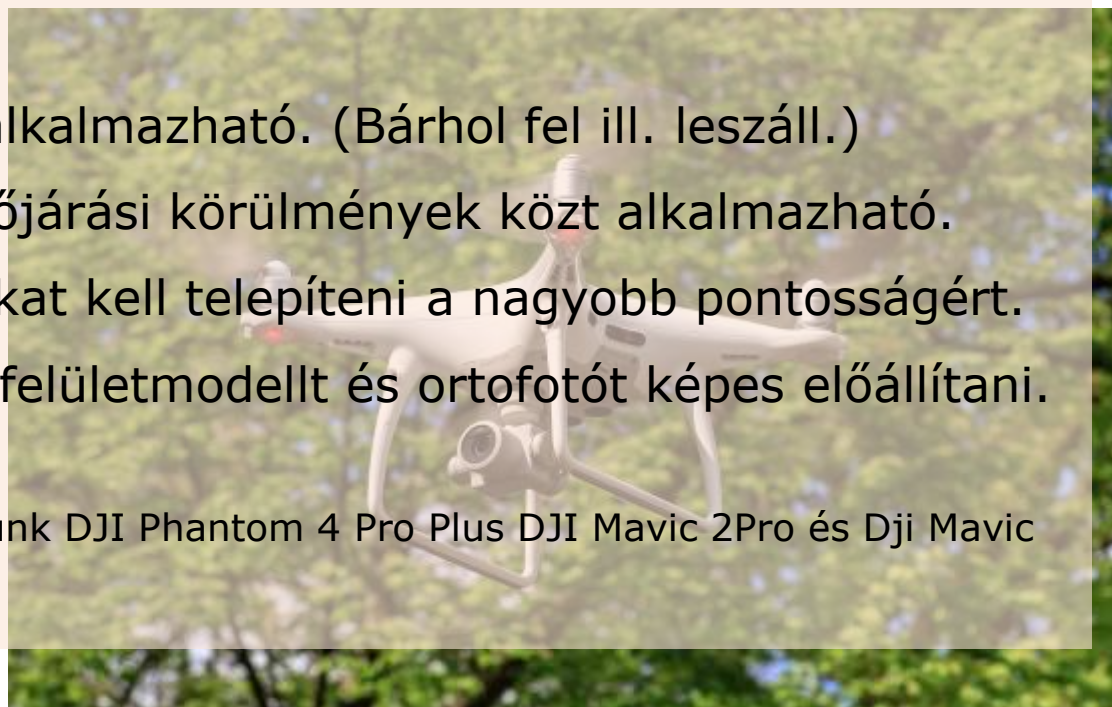 lkalmazható. (Bárhol fel ill. leszáll.)
őjárási körülmények közt alkalmazható.
kat kell telepíteni a nagyobb pontosságért.
felületmodellt és ortofotót képes előállítani.
nk DJI Phantom 4 Pro Plus DJI Mavic 2Pro és Dji Mavic